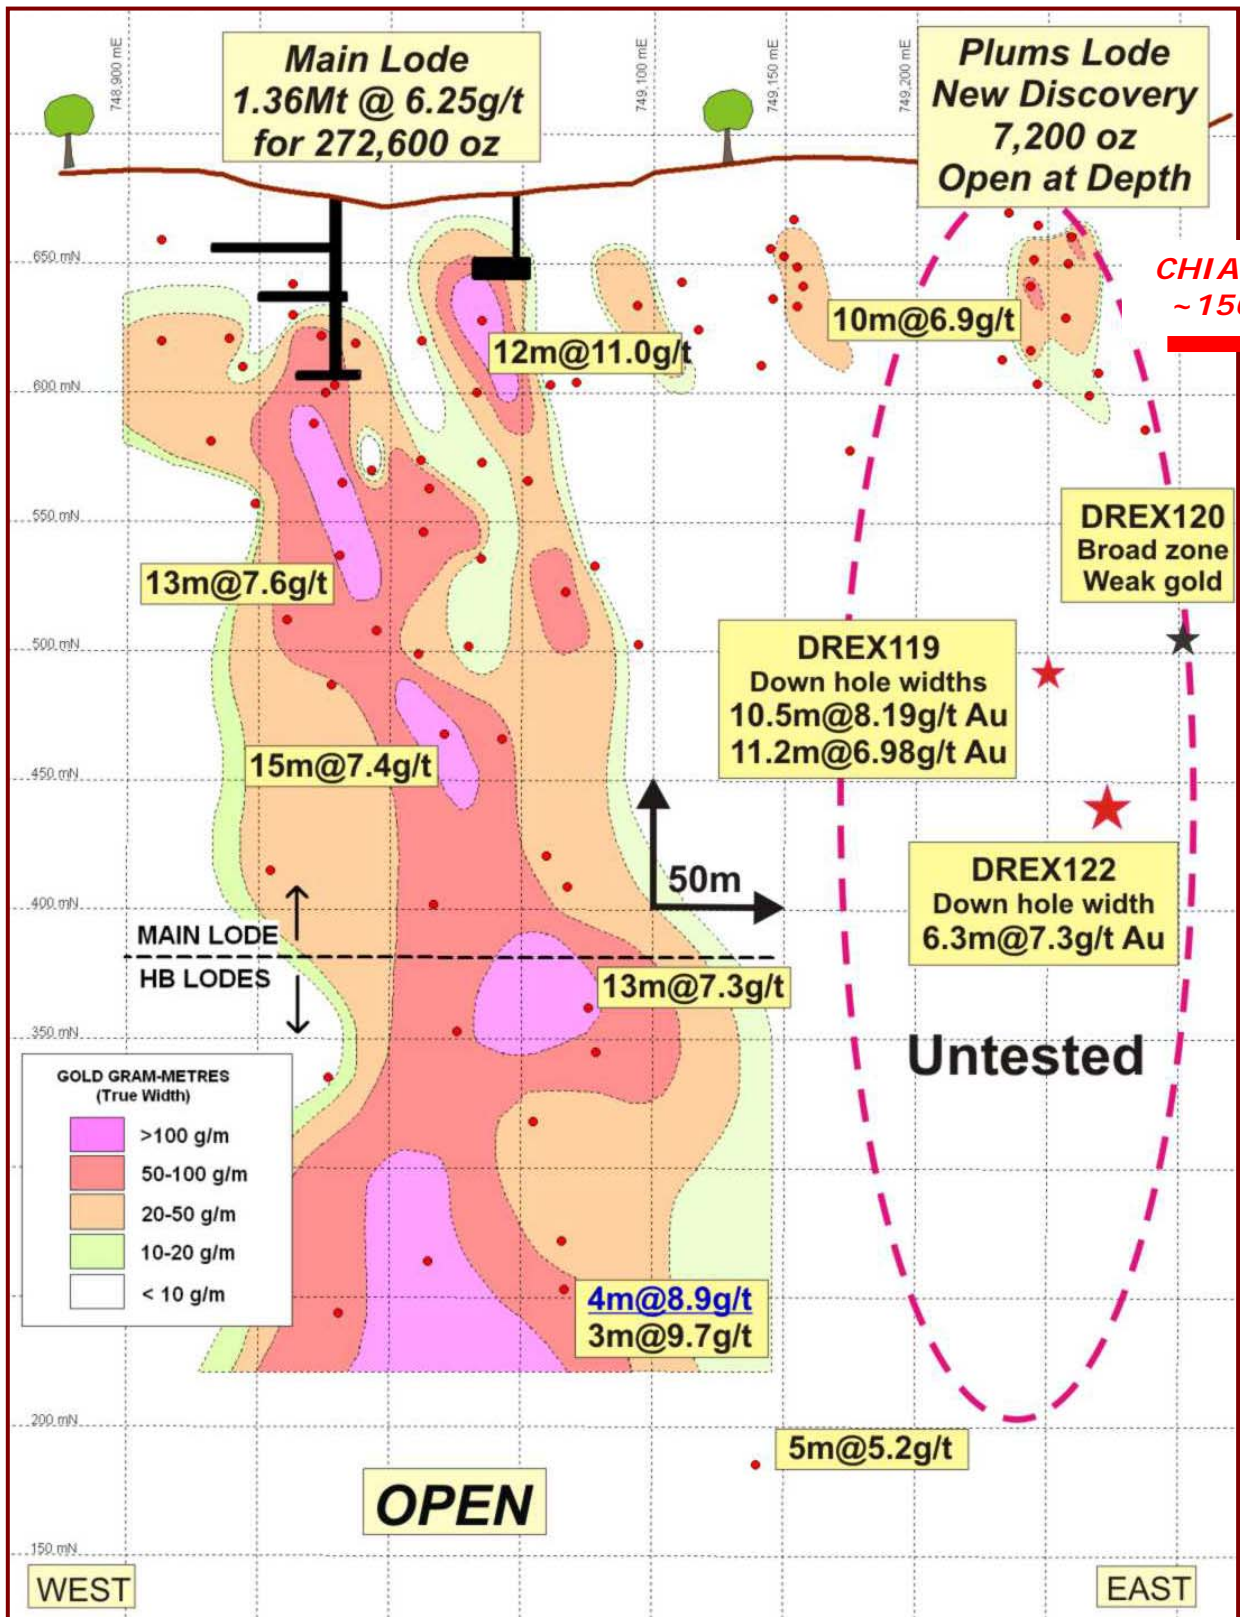 748,900 mE
749,100 mE
749,150 mE
749,200 mE
Main Lode
1.36Mt @ 6.25g/t
for 272,600 oz
Plums Lode
New Discovery
7,200 oz
Open at Depth
650 mN
CHIA
~150
10m@6.9g/t
12m@11.0g/t
600 mN
550 mN
DREX120
Broad zone
Weak gold
13m@7.6g/t
500 mN
DREX119
Down hole widths
10.5m@8.19g/t Au
11.2m@6.98g/t Au
15m@7.4g/t
450 mN
50m
DREX122
Down hole width
6.3m@7.3g/t Au
400 mN
MAIN LODE
HB LODES
13m@7.3g/t
350 mN
Untested
GOLD GRAM-METRES
(True Width)
>100 g/m
50-100 g/m
20-50 g/m
10-20 g/m
< 10 g/m
4m@8.9g/t
3m@9.7g/t
200 mN
5m@5.2g/t
OPEN
150 mN
WEST
EAST